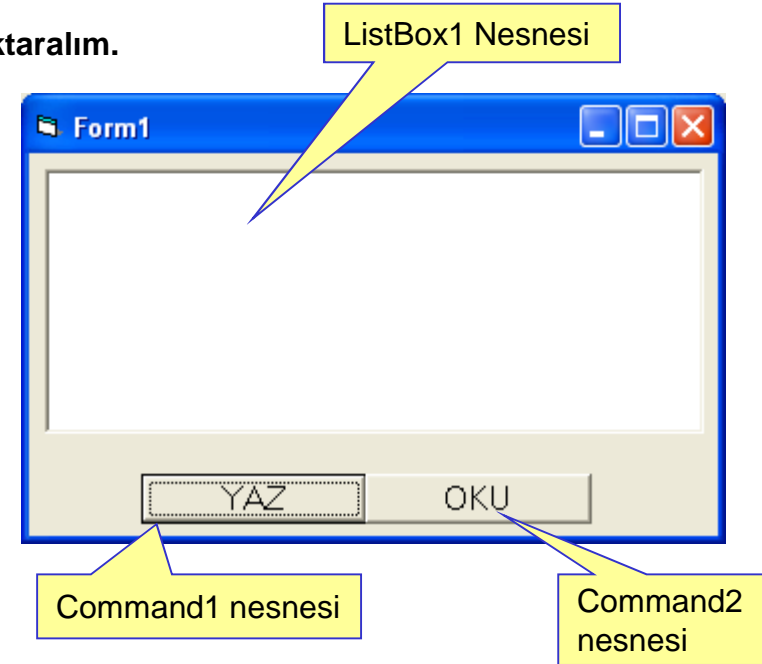 ktaralım.
ListBox1 Nesnesi
Form1
YAZ
OKU
Command1 nesnesi
Command2
nesnesi